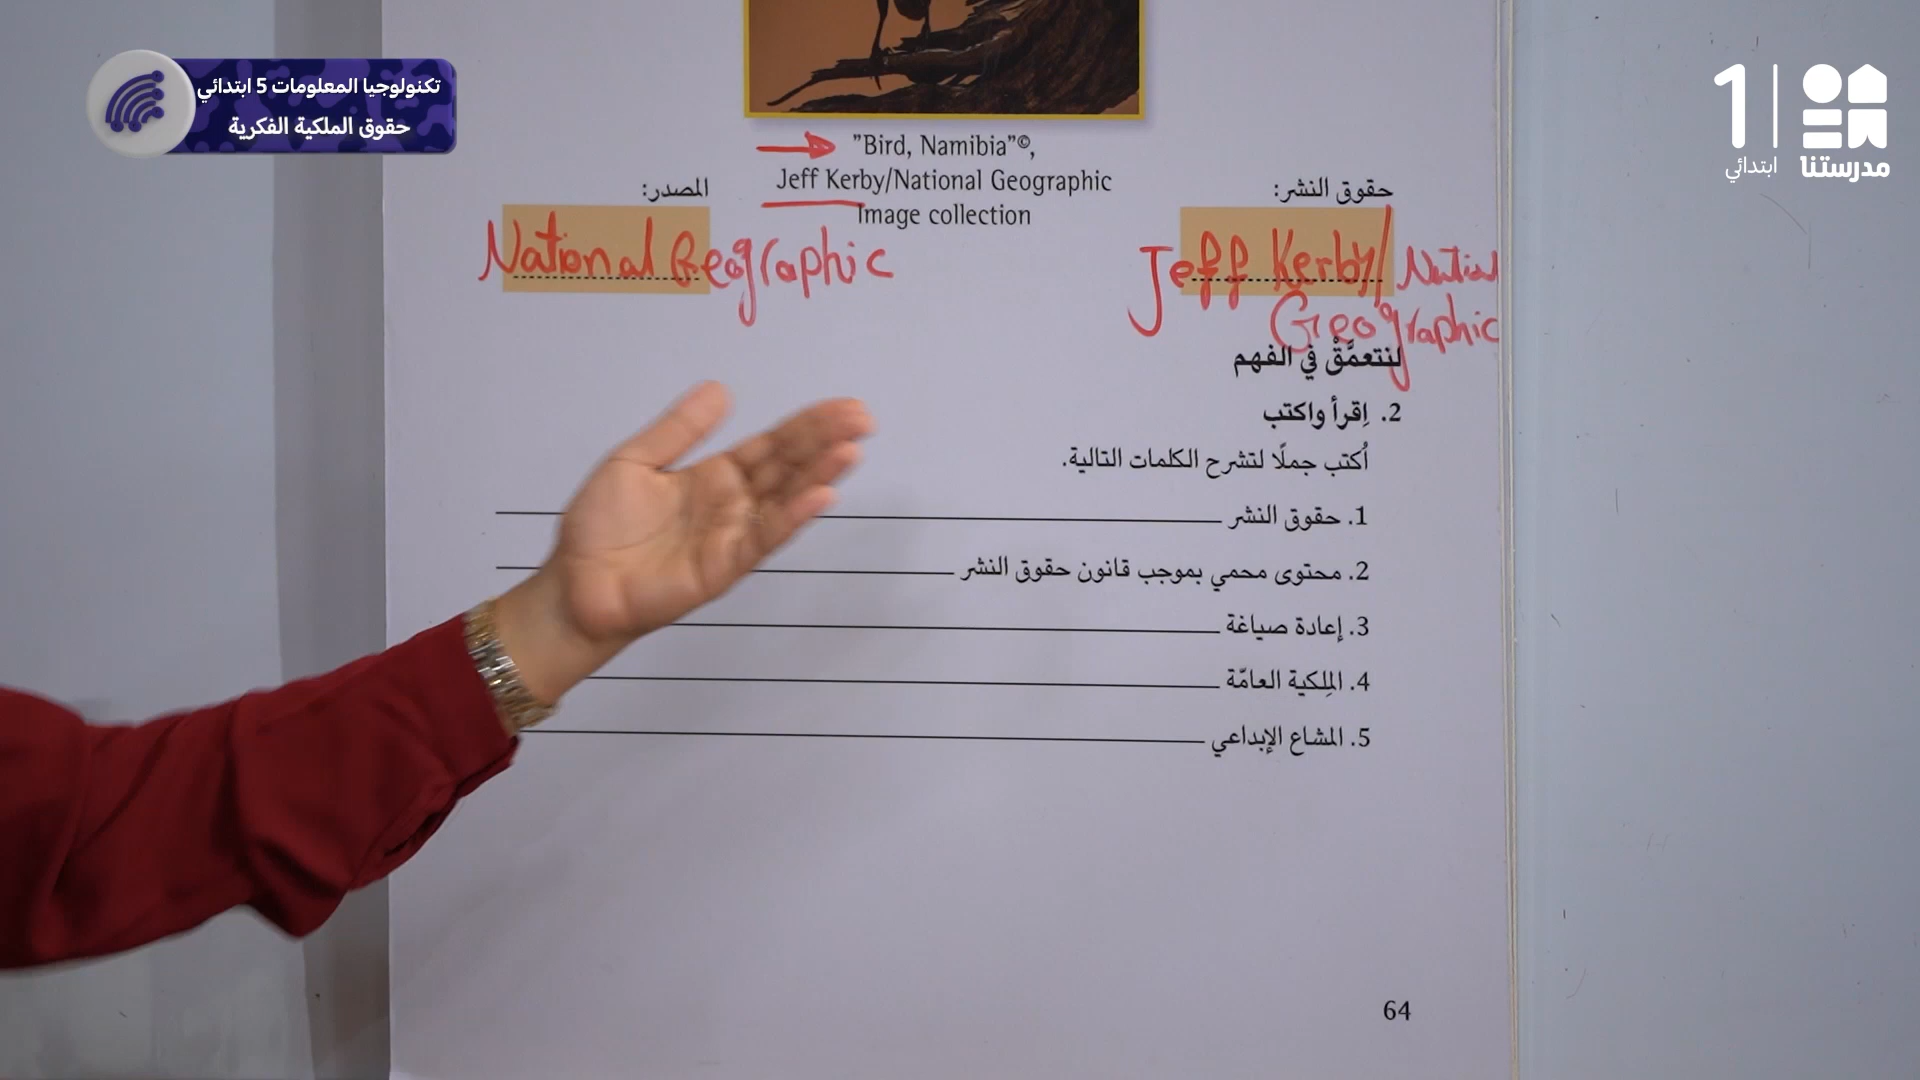 تكنولوجيا المعلومات 5 ابتدائي
حقوق الملكية الفكرية
1
ابتدائي
مدرستنا
"Bird, Namibia"©,
Jeff Kerby/National Geographic
Image collection
حقوق النشر:
Jeff Kerby/ National
Geographic
المصدر:
National Geographic
لنتعمَّقْ في الفهم
2. اِقرأ واكتب
أُكتب جملًا لتشرح الكلمات التالية.
1. حقوق النشر
2. محتوى محمي بموجب قانون حقوق النشر
3. إعادة صياغة
4. المِلكية العامّة
5. المشاع الإبداعي
64